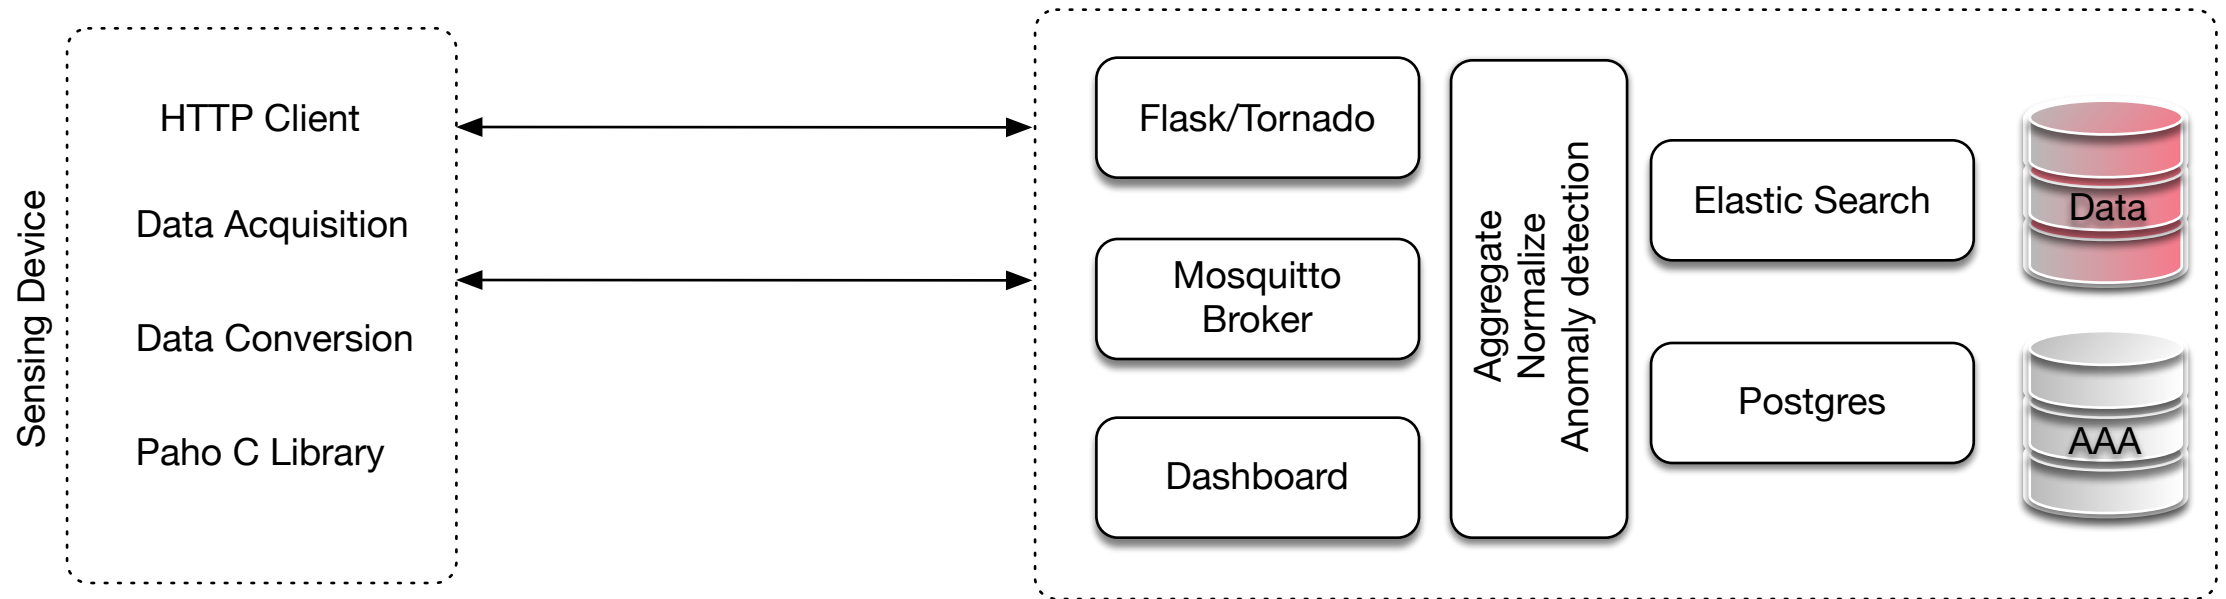 Sensing Device
HTTP Client
Data Acquisition
Data Conversion
Paho C Library
Flask/Tornado
Mosquitto
Broker
Dashboard
Aggregate
Normalize
Anomaly detection
Elastic Search
Postgres
Data
AAA